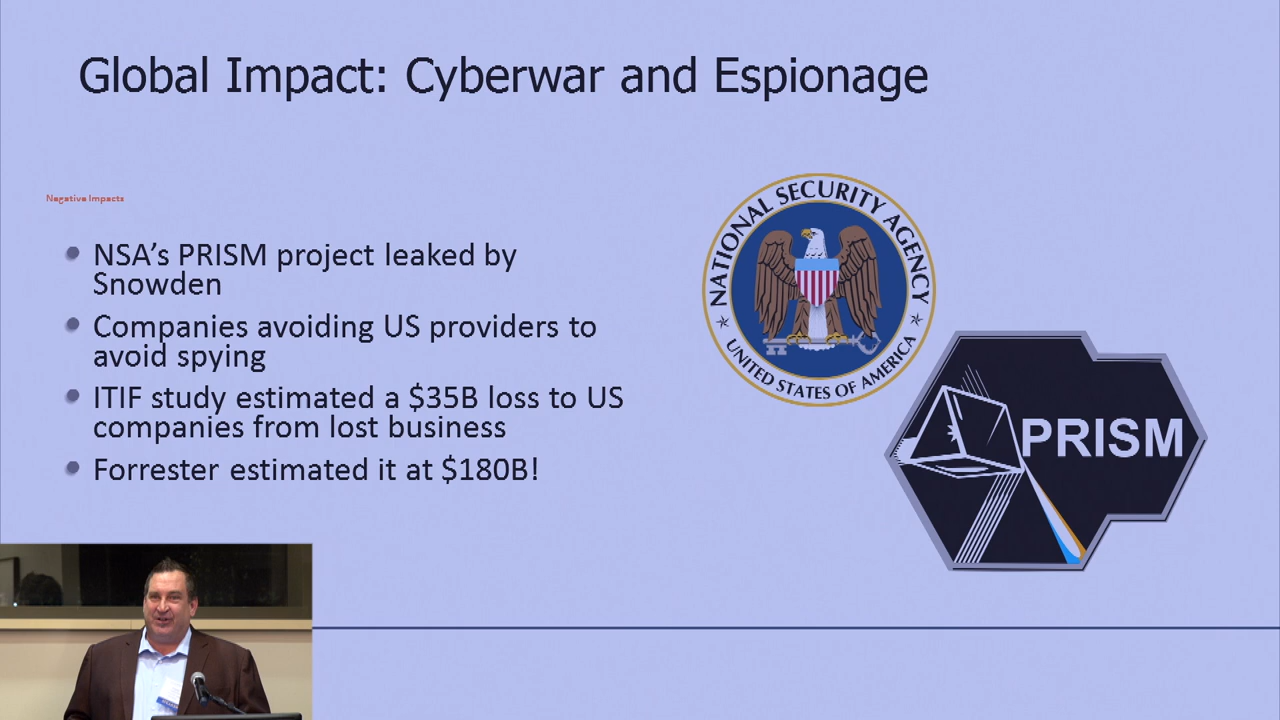 Global Impact: Cyberwar and Espionage
Negative Impacts
NSA’s PRISM project leaked by
Snowden
Companies avoiding US providers to
avoid spying
ITIF study estimated a $35B loss to US
companies from lost business
Forrester estimated it at $180B!
NATIONAL SECURITY AGENCY
UNITED STATES OF AMERICA
PRISM